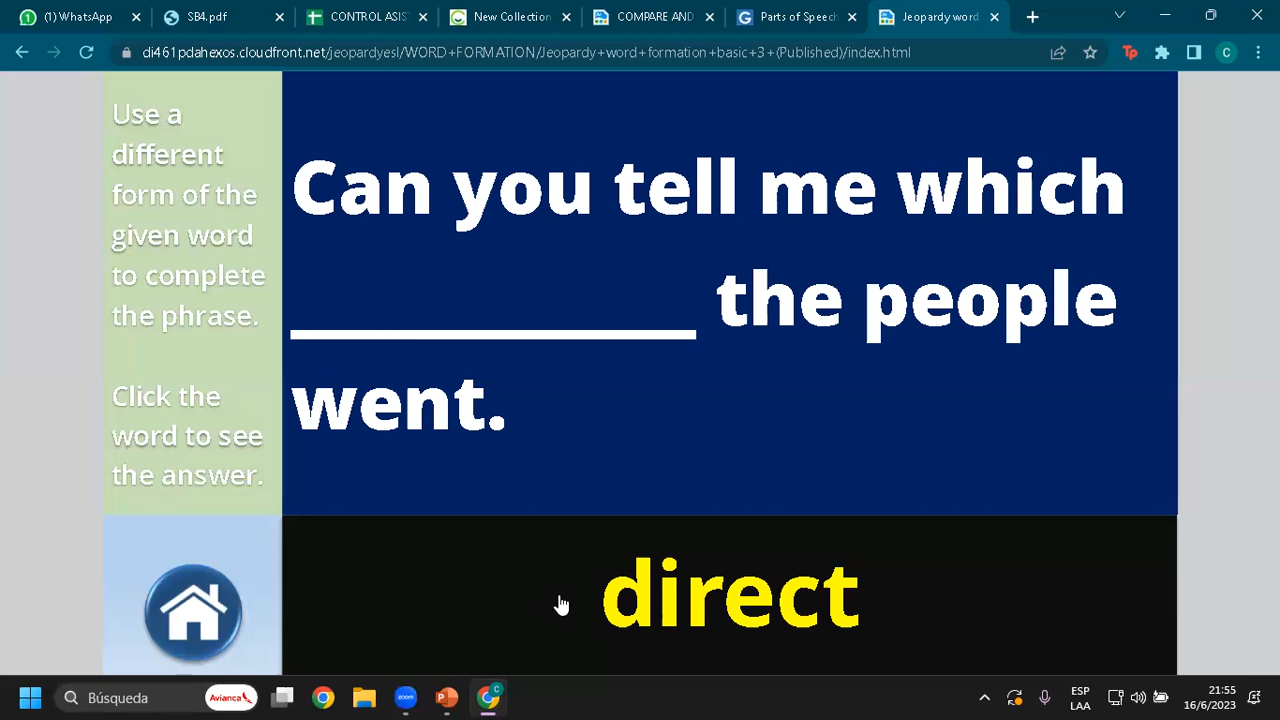 (1) WhatsApp
SB4.pdf
CONTROL ASIS
New Collection
COMPARE AND
Parts of Speech
Jeopardy word
di461pdahexos.cloudfront.net/jeopardyesl/WORD+FORMATION/Jeopardy+word+formation+basic+3+(Published)/index.html
C
Use a
different
form of the
given word
to complete
the phrase.
Click the
word to see
the answer.
Can you tell me which
____________ the people
went.
direct
Búsqueda
Avianca
ESP
LAA
21:55
16/6/2023